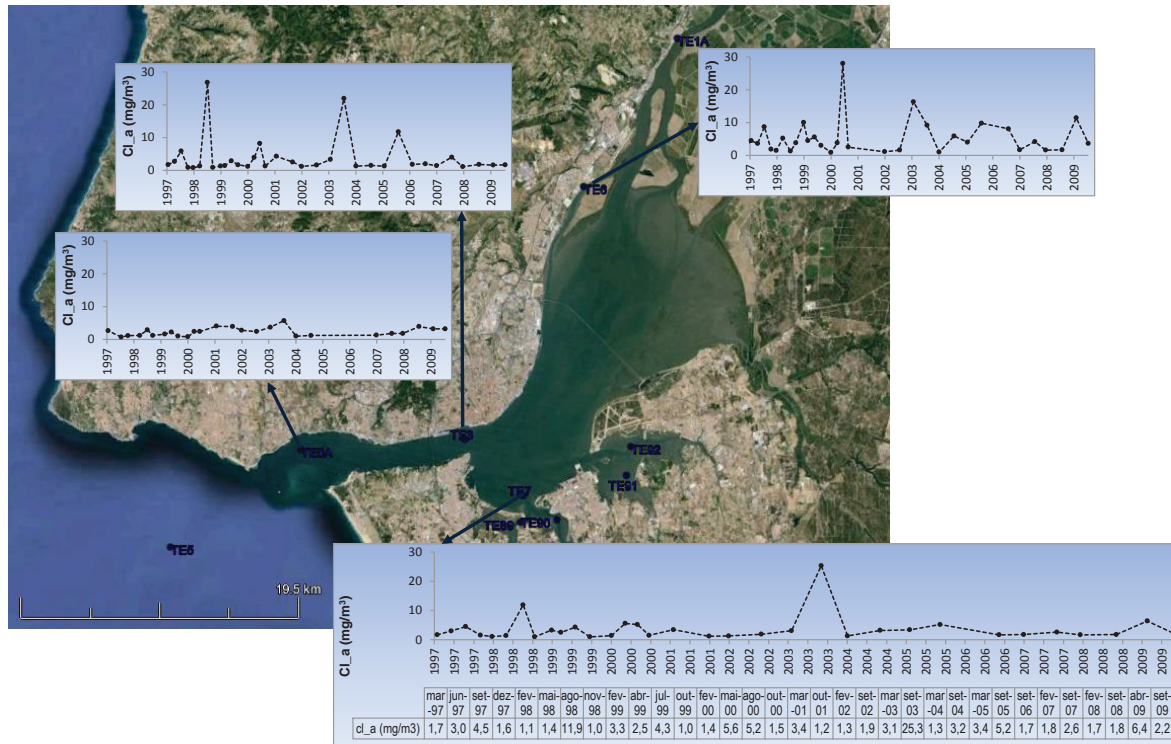 TE1A
Cl_a (mg/m³)
30
20
10
0
1997 1998 1999 2000 2001 2002 2003 2004 2005 2006 2007 2008 2009
Cl_a (mg/m³)
30
20
10
0
1997 1998 1999 2000 2001 2002 2003 2004 2005 2006 2007 2008 2009
Cl_a (mg/m³)
30
20
10
0
1997 1998 1999 2000 2001 2002 2003 2004 2005 2006 2007 2008 2009
TE3
TE0A
TE92
TE91
TE7
TE89 TE90
TE5
19.5 km
Cl_a (mg/m³)
30
20
10
0
1997 1997 1997 1998 1998 1998 1999 1999 1999 2000 2000 2000 2001 2001 2001 2002 2002 2002 2003 2003 2003 2004 2004 2005 2005 2005 2006 2006 2006 2007 2007 2007 2008 2008 2008 2009 2009 2009
mar-97 jun-97 set-97 dez-97 fev-98 mai-98 ago-98 nov-98 fev-99 abr-99 jul-99 out-99 fev-00 mai-00 ago-00 out-00 mar-01 out-01 fev-02 set-02 mar-03 set-03 mar-04 set-04 mar-05 set-05 set-06 fev-07 set-07 fev-08 set-08 abr-09 set-09
cl_a (mg/m3) 1,7 3,0 4,5 1,6 1,1 1,4 11,9 1,0 3,3 2,5 4,3 1,0 1,4 5,6 5,2 1,5 3,4 1,2 1,3 1,9 3,1 25,3 1,3 3,2 3,4 5,2 1,7 1,8 2,6 1,7 1,8 6,4 2,2